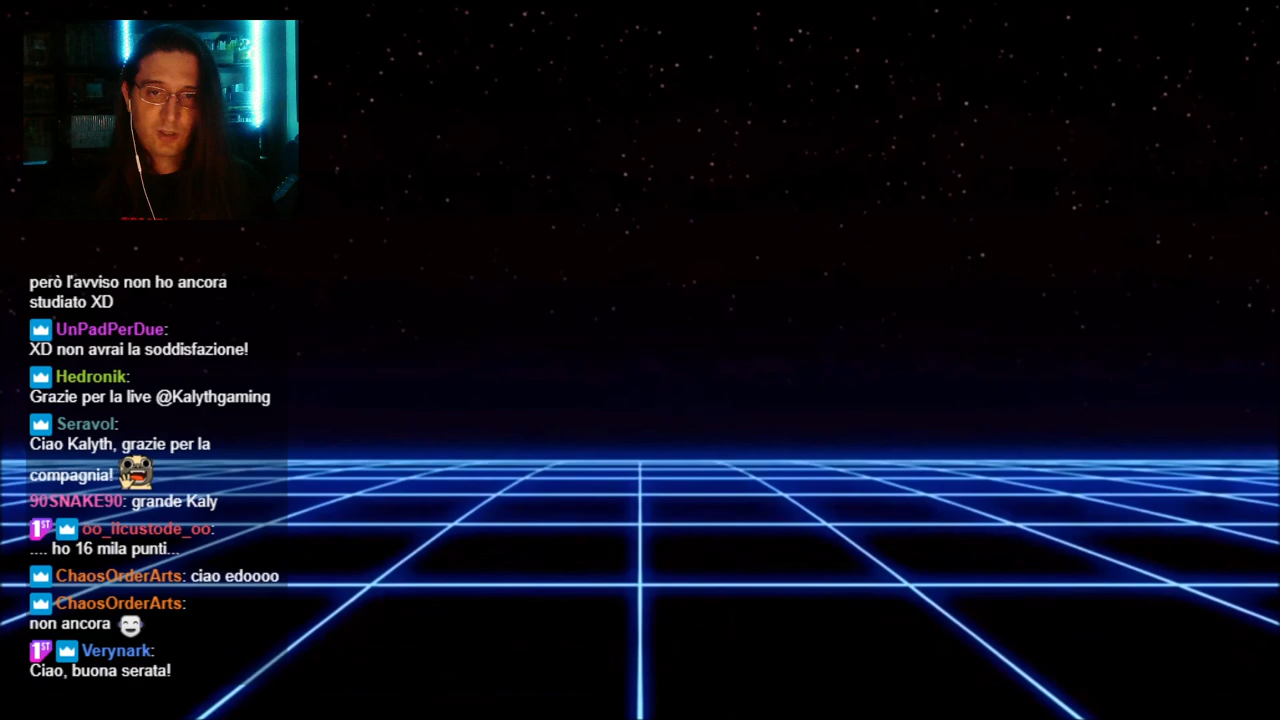 però l'avviso non ho ancora
studiato XD
UnPadPerDue:
XD non avrai la soddisfazione!
Hedronik:
Grazie per la live @Kalythgaming
Seravol:
Ciao Kalyth, grazie per la
compagnia!
90SNAKE90: grande Kaly
1ST oo_ilcustode_oo:
.... ho 16 mila punti...
ChaosOrderArts: ciao edoooo
ChaosOrderArts:
non ancora
1ST Verynark:
Ciao, buona serata!